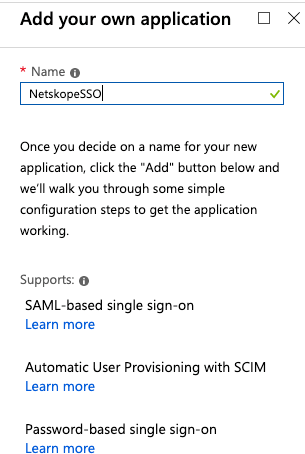 Add your own application
* Name
NetskopeSSO
Once you decide on a name for your new
application, click the "Add" button below and
we'll walk you through some simple
configuration steps to get the application
working.
Supports:
SAML-based single sign-on
Learn more
Automatic User Provisioning with SCIM
Learn more
Password-based single sign-on
Learn more